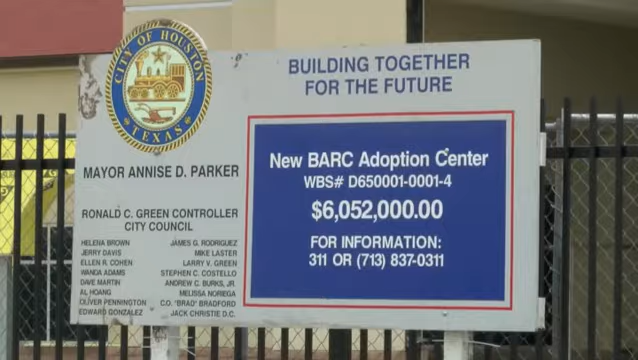 CITY OF HOUSTON
TEXAS
BUILDING TOGETHER
FOR THE FUTURE
MAYOR ANNISE D. PARKER
RONALD C. GREEN CONTROLLER
CITY COUNCIL
HELENA BROWN
JERRY DAVIS
ELLEN R. COHEN
WANDA ADAMS
DAVE MARTIN
AL HOANG
OLIVER PENNINGTON
EDWARD GONZALEZ
JAMES G. RODRIGUEZ
MIKE LASTER
LARRY V. GREEN
STEPHEN C. COSTELLO
ANDREW C. BURKS, JR.
MELISSA NORIEGA
C.O. "BRAD" BRADFORD
JACK CHRISTIE D.C.
New BARC Adoption Center
WBS# D650001-0001-4
$6,052,000.00
FOR INFORMATION:
311 OR (713) 837-0311